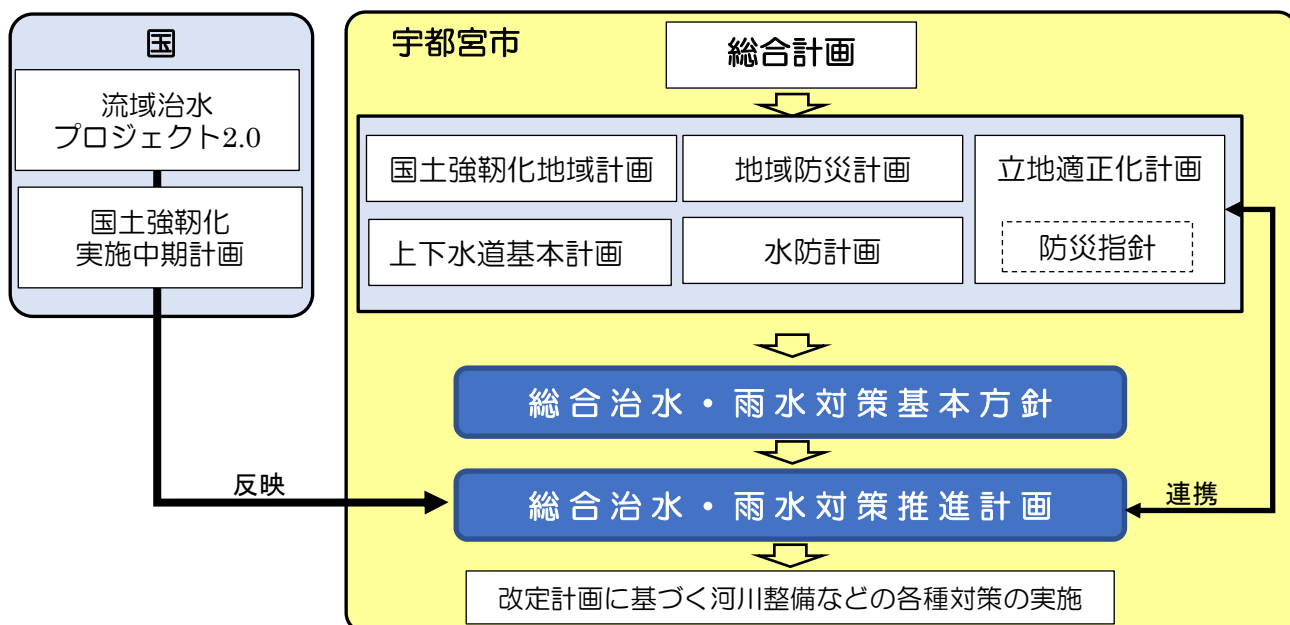 国
流域治水
プロジェクト2.0
国土強靭化
実施中期計画
宇都宮市
総合計画
国土強靭化地域計画
地域防災計画
立地適正化計画
上下水道基本計画
水防計画
防災指針
総合治水・雨水対策基本方針
反映
総合治水・雨水対策推進計画
連携
改定計画に基づく河川整備などの各種対策の実施